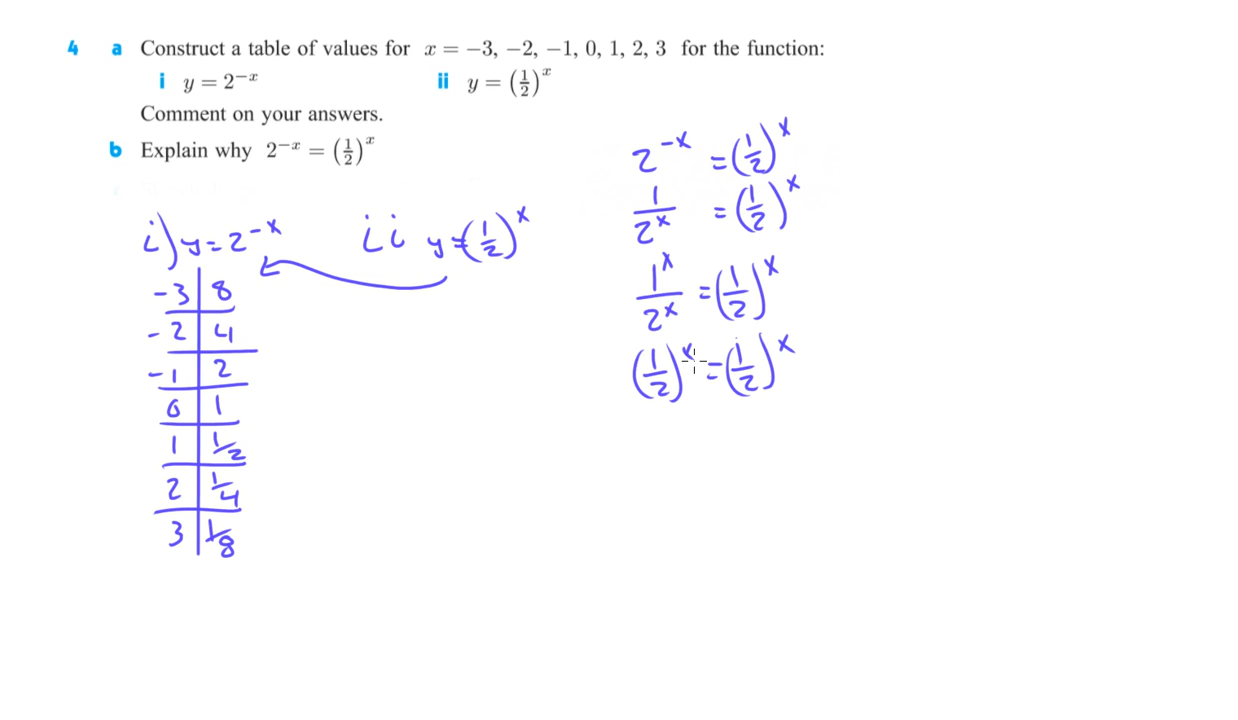 4 a Construct a table of values for x = −3, −2, −1, 0, 1, 2, 3 for the function:
i y = 2^{−x} ii y = (1/2)^x
Comment on your answers.
b Explain why 2^{−x} = (1/2)^x
i) y = 2^{-x}
-3 | 8
-2 | 4
-1 | 2
0 | 1
1 | 1/2
2 | 1/4
3 | 1/8
ii y = (1/2)^x
2^{-x} = (1/2)^x
1/2^x = (1/2)^x
1^x/2^x = (1/2)^x
(1/2)^x = (1/2)^x